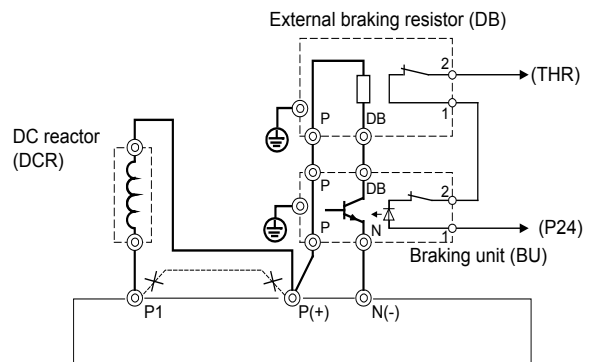 External braking resistor (DB)
2
(THR)
1
P
DB
DC reactor
(DCR)
P
DB
2
N
P
1
(P24)
Braking unit (BU)
P1
P(+)
N(-)